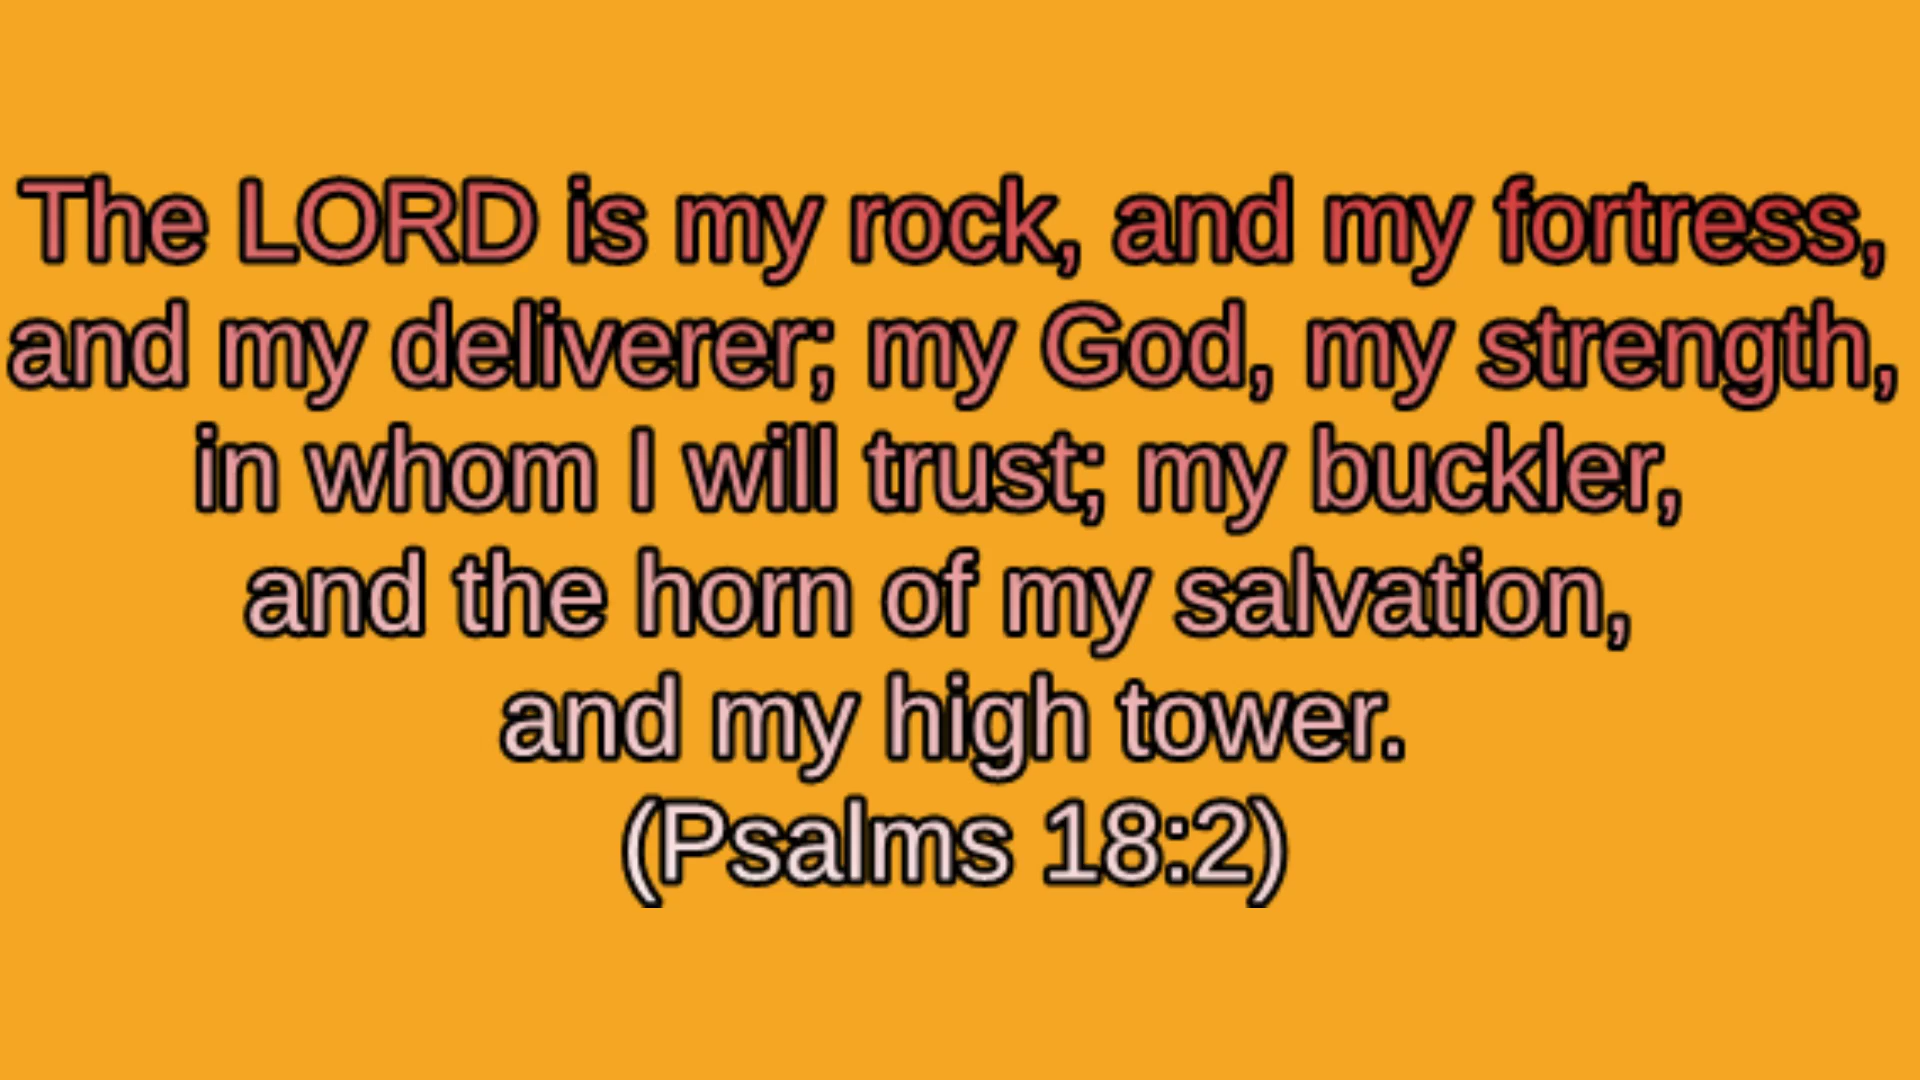 The LORD is my rock, and my fortress,
and my deliverer; my God, my strength,
in whom I will trust; my buckler,
and the horn of my salvation,
and my high tower.
(Psalms 18:2)